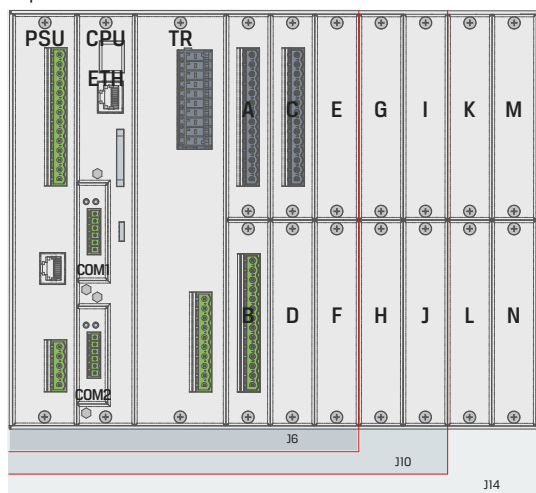 PSU CPU TR
ETH
A C E G I K M
COM1
B D F H J L N
COM2
J6
J10
J14